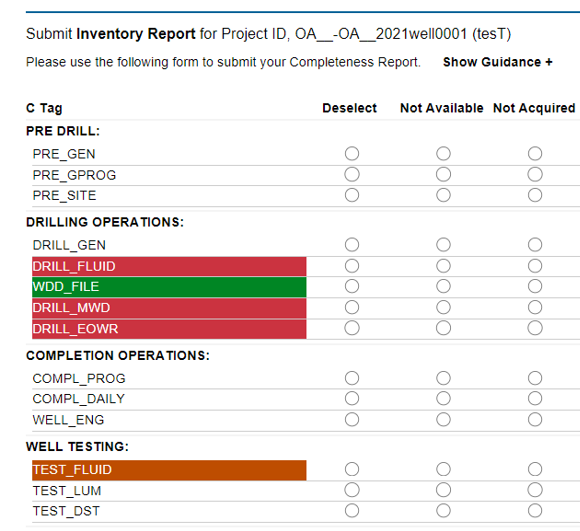 Submit Inventory Report for Project ID, OA__-OA__2021well0001 (tesT)
Please use the following form to submit your Completeness Report. Show Guidance +
C Tag Deselect Not Available Not Acquired
PRE DRILL:
PRE_GEN
PRE_GPROG
PRE_SITE
DRILLING OPERATIONS:
DRILL_GEN
DRILL_FLUID
WDD_FILE
DRILL_MWD
DRILL_EOWR
COMPLETION OPERATIONS:
COMPL_PROG
COMPL_DAILY
WELL_ENG
WELL TESTING:
TEST_FLUID
TEST_LUM
TEST_DST